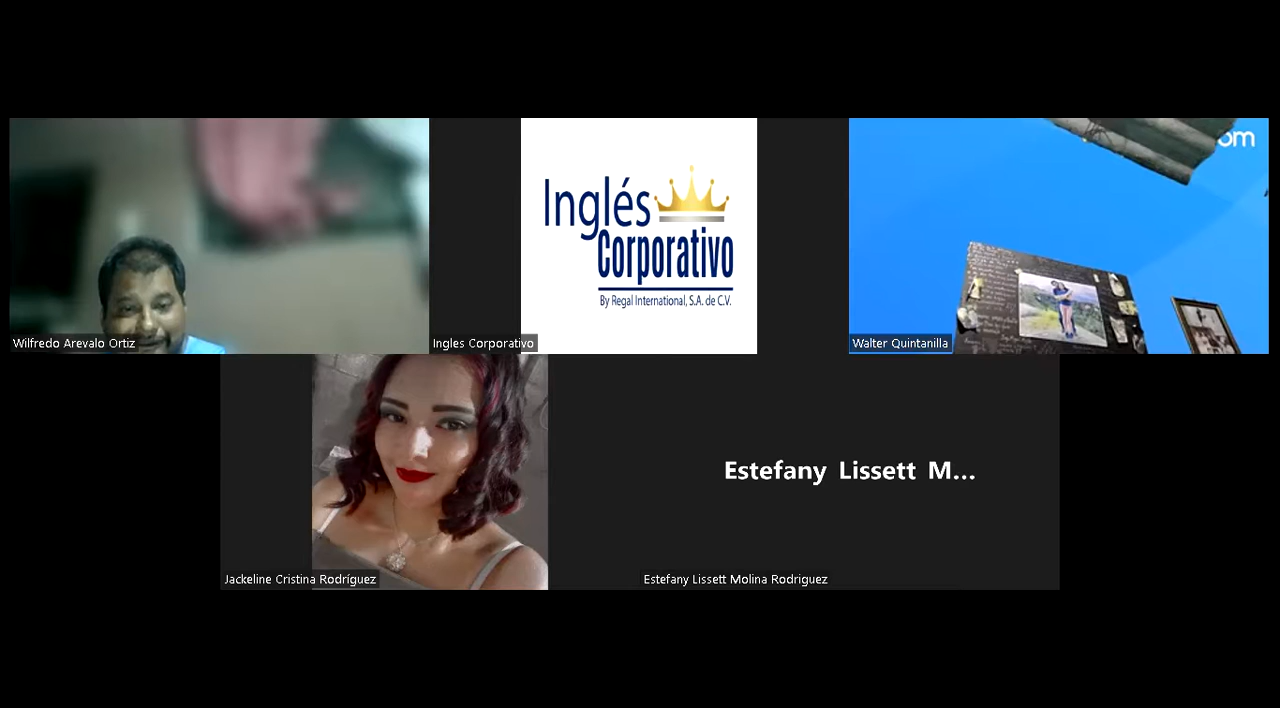 om
Inglés
Corporativo
By Regal International, S.A. de C.V.
Wilfredo Arevalo Ortiz
Ingles Corporativo
Walter Quintanilla
Estefany Lissett M...
Jackeline Cristina Rodríguez
Estefany Lissett Molina Rodriguez